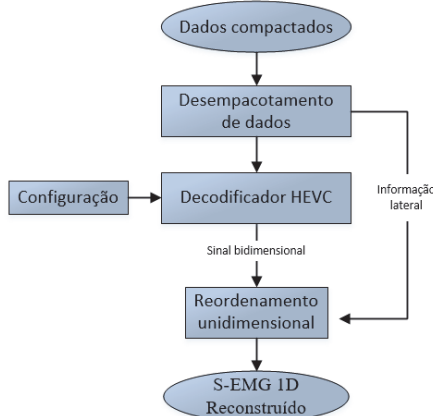 Dados compactados
Desempacotamento
de dados
Configuração
Decodificador HEVC
Informação
lateral
Sinal bidimensional
Reordenamento
unidimensional
S-EMG 1D
Reconstruído